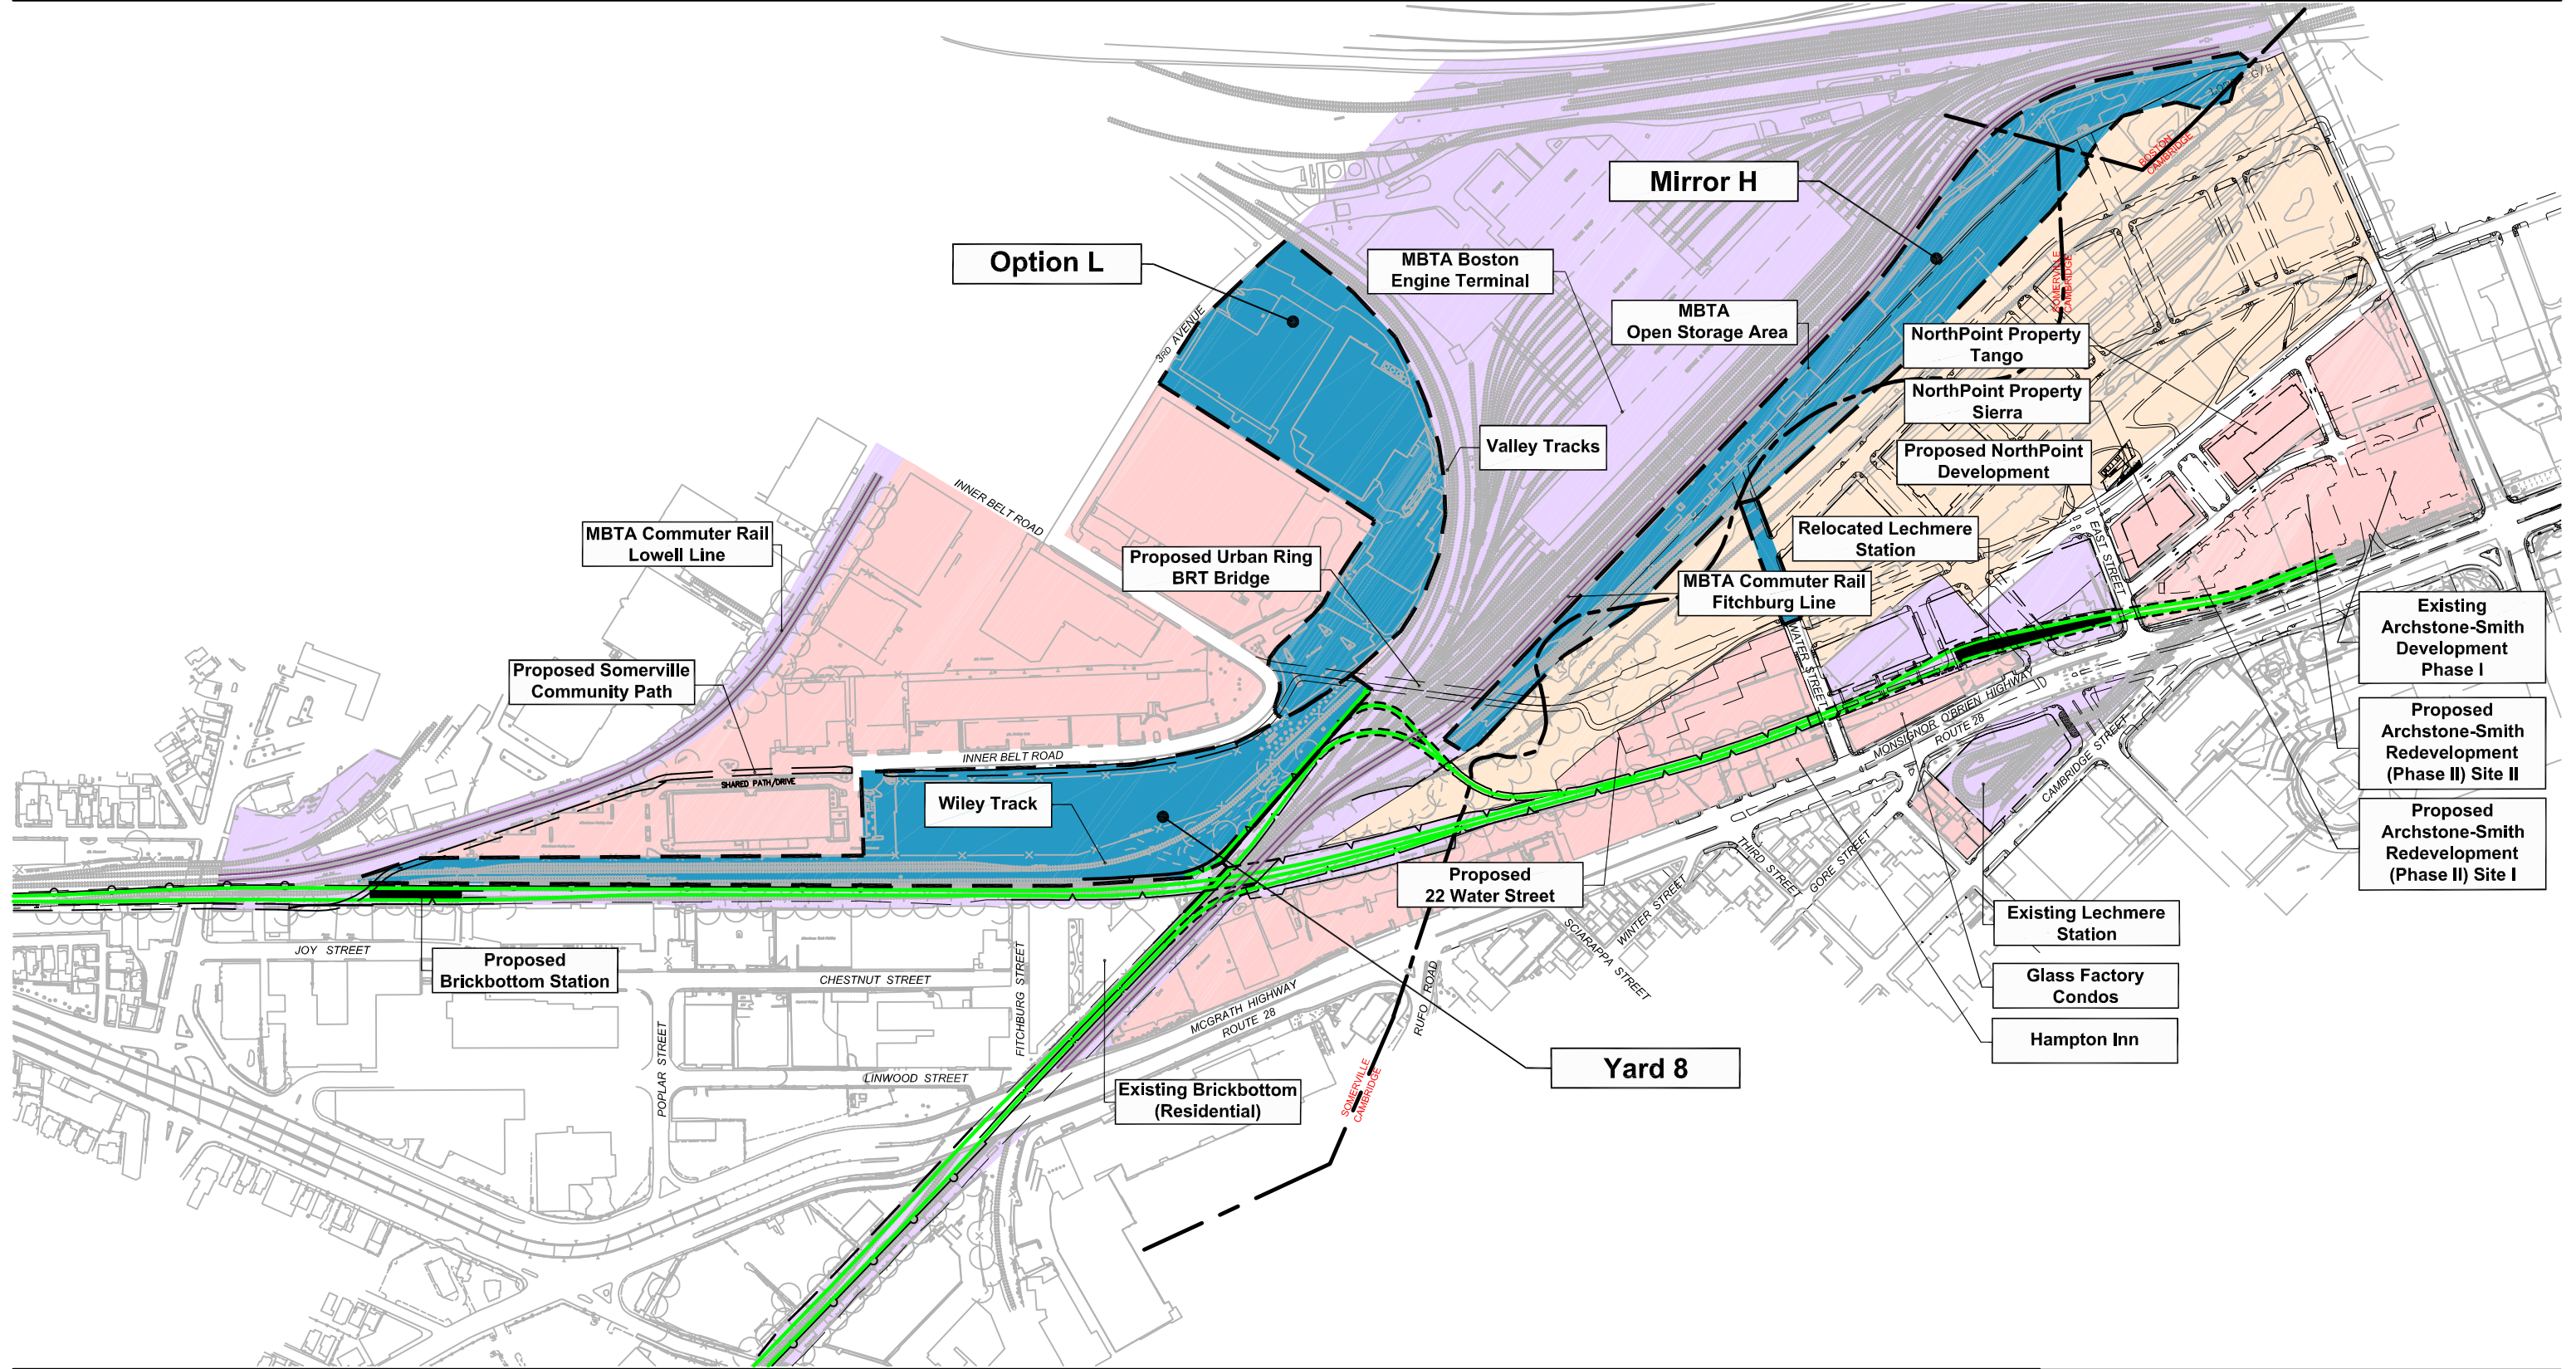 Mirror H
Option L
MBTA Boston
Engine Terminal
MBTA
Open Storage Area
BOSTON
CAMBRIDGE
SOMERVILLE
CAMBRIDGE
3RD AVENUE
NorthPoint Property
Tango
NorthPoint Property
Sierra
Proposed NorthPoint
Development
Valley Tracks
INNER BELT ROAD
MBTA Commuter Rail
Lowell Line
Relocated Lechmere
Station
EAST STREET
Proposed Urban Ring
BRT Bridge
MBTA Commuter Rail
Fitchburg Line
WATER STREET
Existing
Archstone-Smith
Development
Phase I
Proposed Somerville
Community Path
MONSIGNOR O'BRIEN HIGHWAY
ROUTE 28
Proposed
Archstone-Smith
Redevelopment
(Phase II) Site II
INNER BELT ROAD
SHARED PATH/DRIVE
CAMBRIDGE STREET
Wiley Track
Proposed
Archstone-Smith
Redevelopment
(Phase II) Site I
THIRD STREET
GORE STREET
Proposed
22 Water Street
WINTER STREET
SCIARAPPA STREET
Existing Lechmere
Station
JOY STREET
Proposed
Brickbottom Station
CHESTNUT STREET
FITCHBURG STREET
MCGRATH HIGHWAY
ROUTE 28
RUFO ROAD
Glass Factory
Condos
Hampton Inn
POPLAR STREET
LINWOOD STREET
Yard 8
Existing Brickbottom
(Residential)
SOMERVILLE
CAMBRIDGE